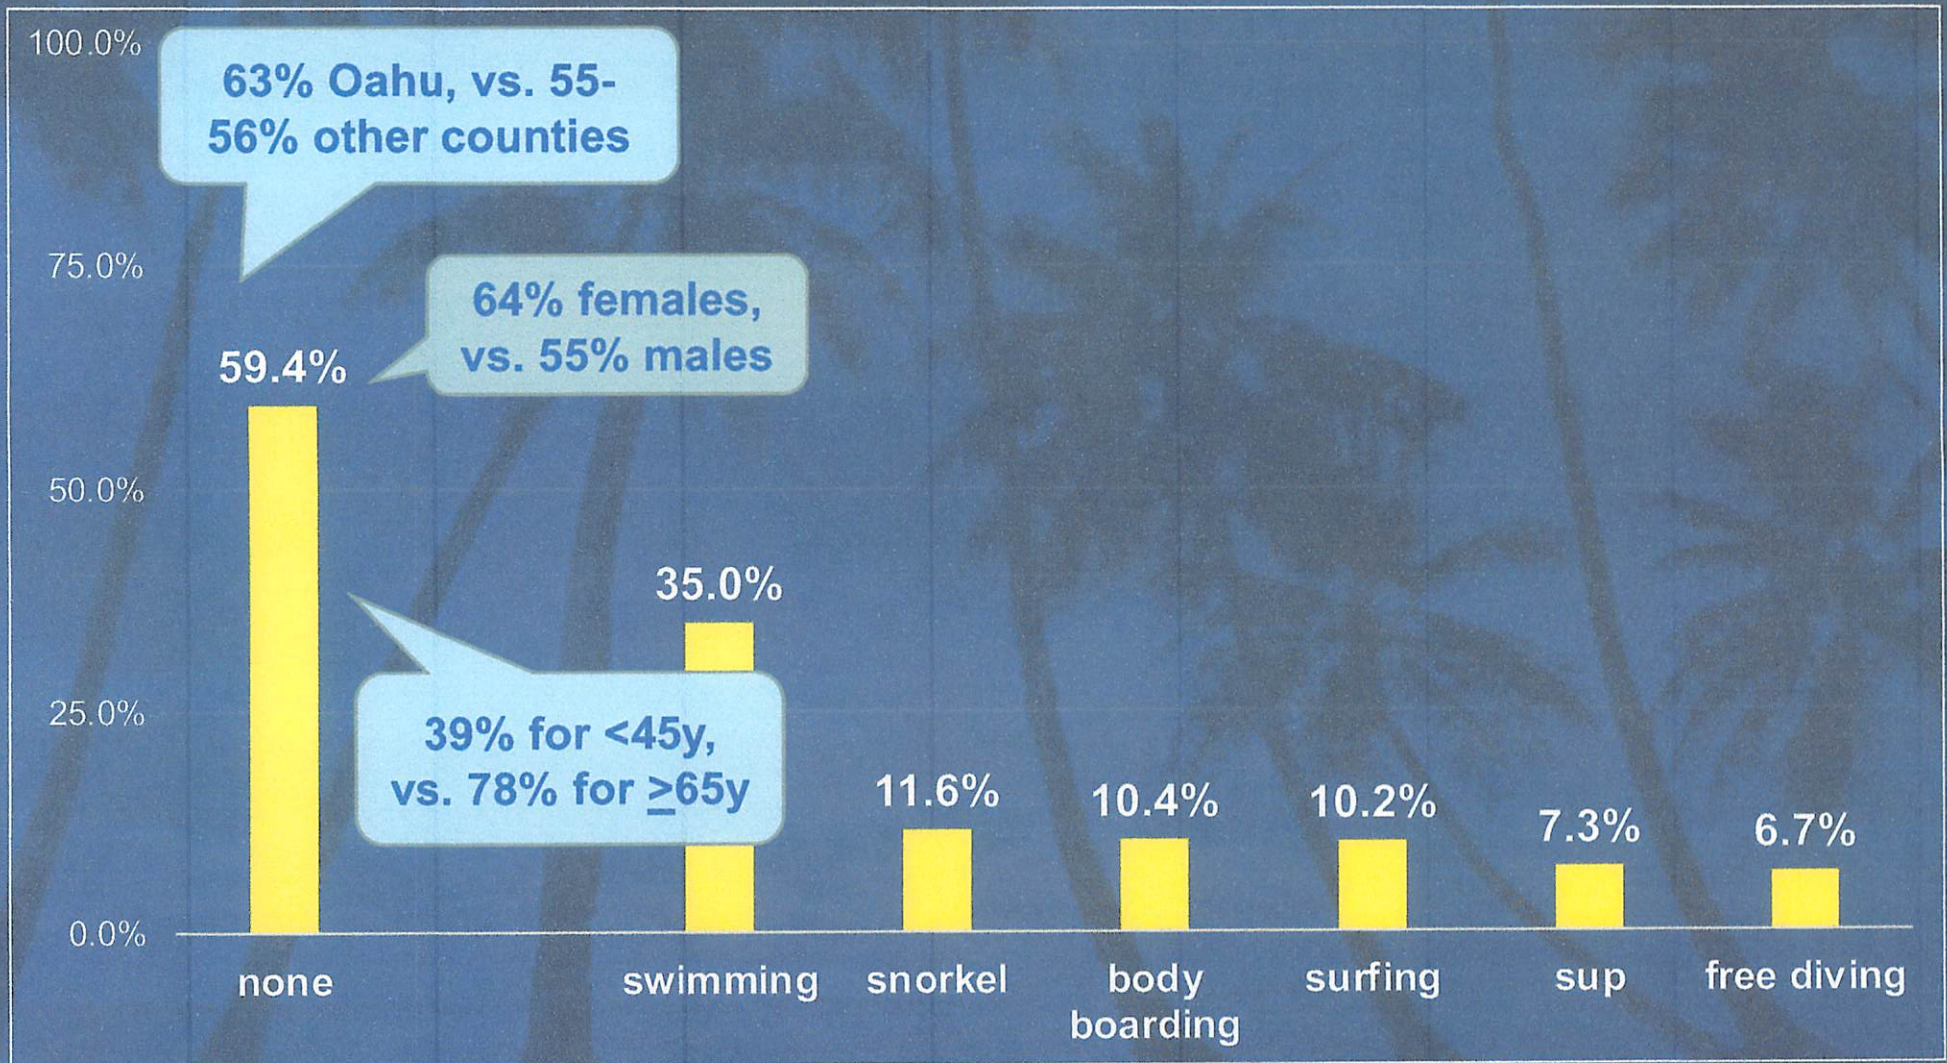 100.0%
63% Oahu, vs. 55-
56% other counties
75.0%
64% females,
vs. 55% males
59.4%
50.0%
35.0%
25.0%
39% for <45y,
vs. 78% for ≥65y
11.6%
10.4%
10.2%
7.3%
6.7%
0.0%
none
swimming
snorkel
body
boarding
surfing
sup
free diving